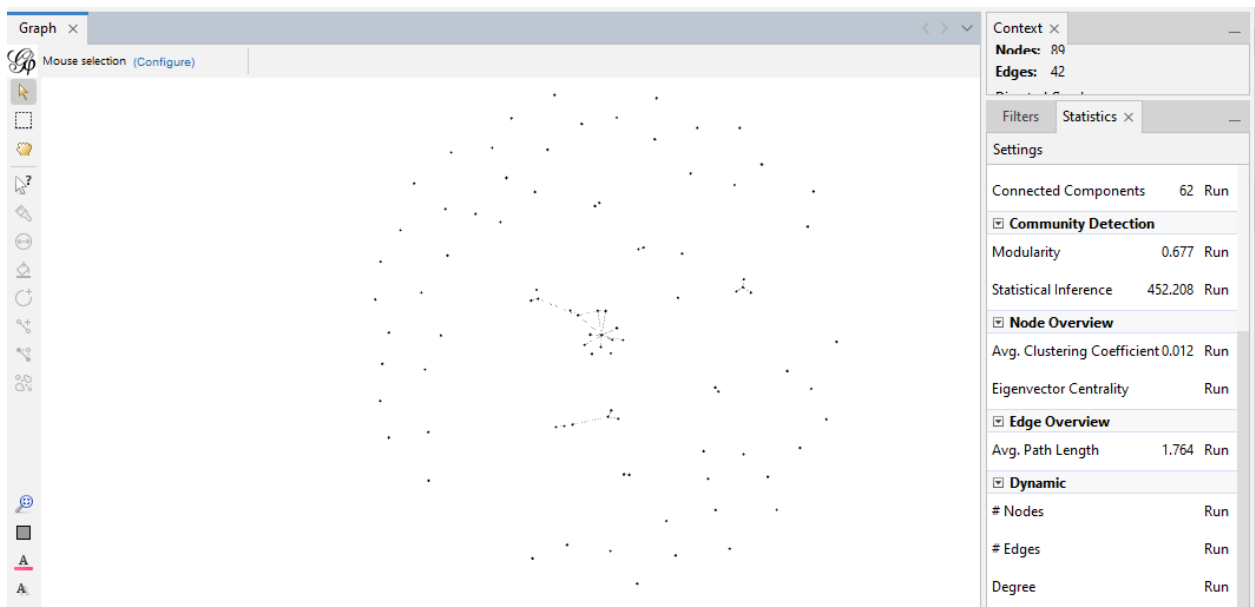 Graph ×
Mouse selection (Configure)
Context ×
Nodes: 89
Edges: 42
Filters Statistics ×
Settings
Connected Components 62 Run
Community Detection
Modularity 0.677 Run
Statistical Inference 452.208 Run
Node Overview
Avg. Clustering Coefficient 0.012 Run
Eigenvector Centrality Run
Edge Overview
Avg. Path Length 1.764 Run
Dynamic
# Nodes Run
# Edges Run
Degree Run